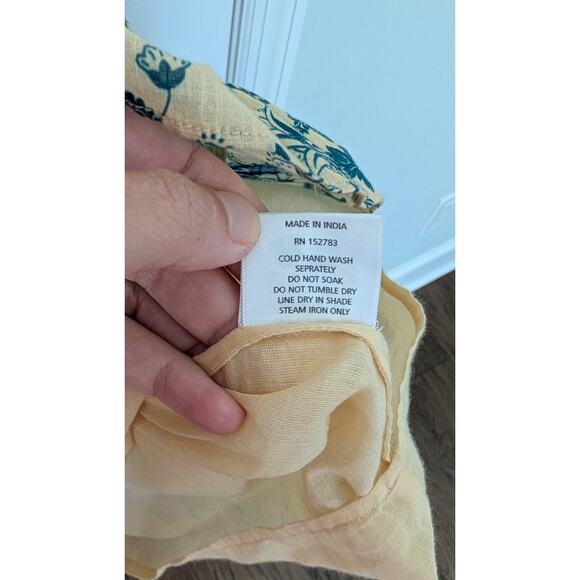 MADE IN INDIA
RN 152783
COLD HAND WASH
SEPRATELY
DO NOT SOAK
DO NOT TUMBLE DRY
LINE DRY IN SHADE
STEAM IRON ONLY